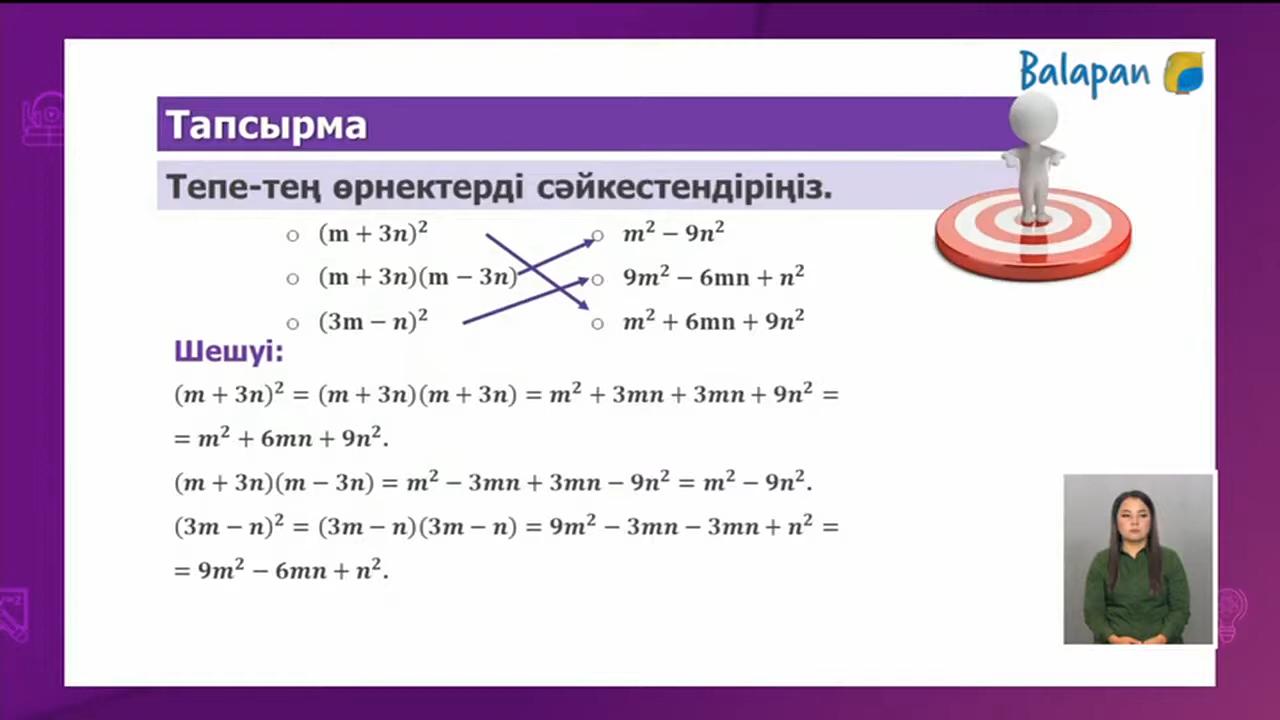 Balapan
Тапсырма
Тепе-тең өрнектерді сәйкестендіріңіз.
○ (m + 3n)² ○ m² − 9n²
○ (m + 3n)(m − 3n) ○ 9m² − 6mn + n²
○ (3m − n)² ○ m² + 6mn + 9n²
Шешуі:
(m + 3n)² = (m + 3n)(m + 3n) = m² + 3mn + 3mn + 9n² =
= m² + 6mn + 9n².
(m + 3n)(m − 3n) = m² − 3mn + 3mn − 9n² = m² − 9n².
(3m − n)² = (3m − n)(3m − n) = 9m² − 3mn − 3mn + n² =
= 9m² − 6mn + n².